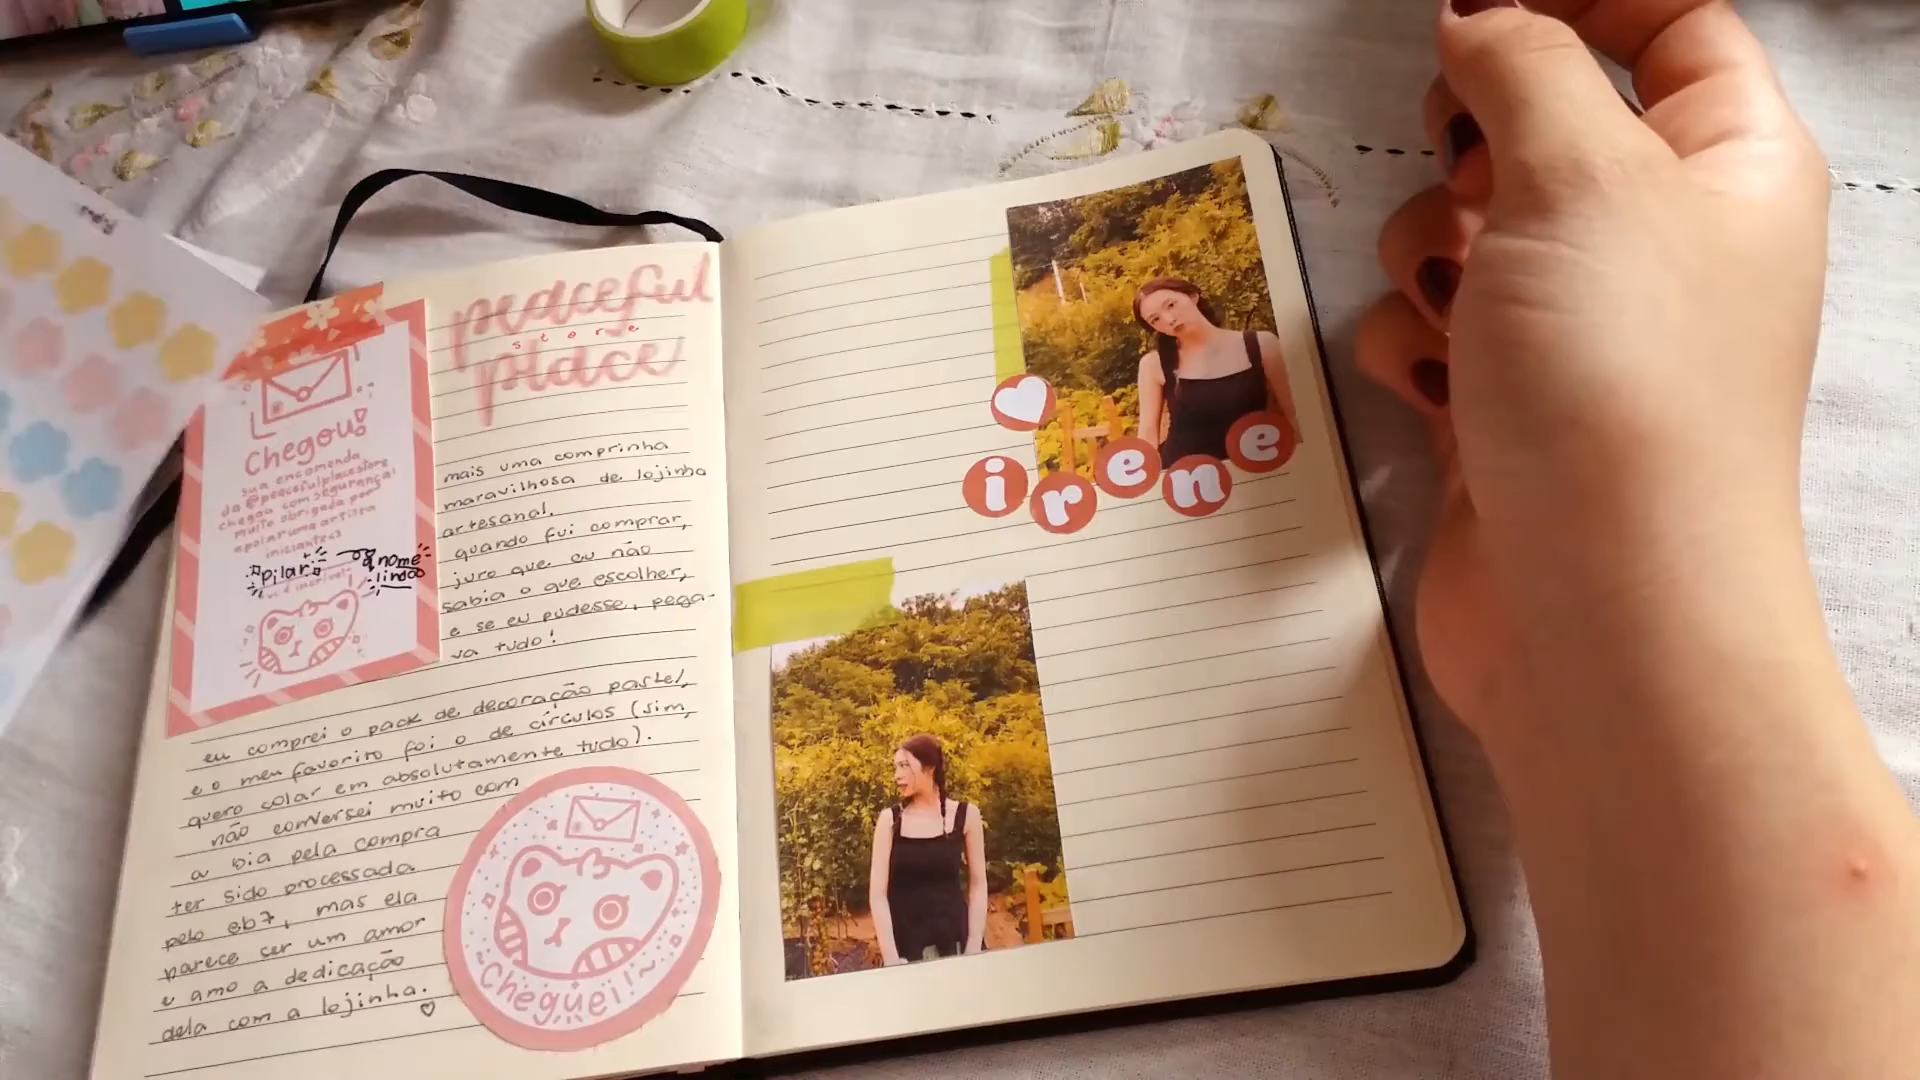 peaceful
store
place
chegou!
sua encomenda
da @peacefulplacestore
chegou com segurança!
muito obrigada por
apoiar uma artista
iniciante <3
pilar
nome
lindoo
mais uma comprinha
maravilhosa de lojinha
artesanal.
quando fui comprar,
juro que eu não
sabia o que escolher,
e se eu pudesse, pega-
va tudo!
eu comprei o pack de decoração pastel,
e o meu favorito foi o de círculos (sim,
quero colar em absolutamente tudo).
não conversei muito com
a bia pela compra
ter sido processada
pelo eb7, mas ela
parece ser um amor
e amo a dedicação
dela com a lojinha.
~Cheguei!~
irene